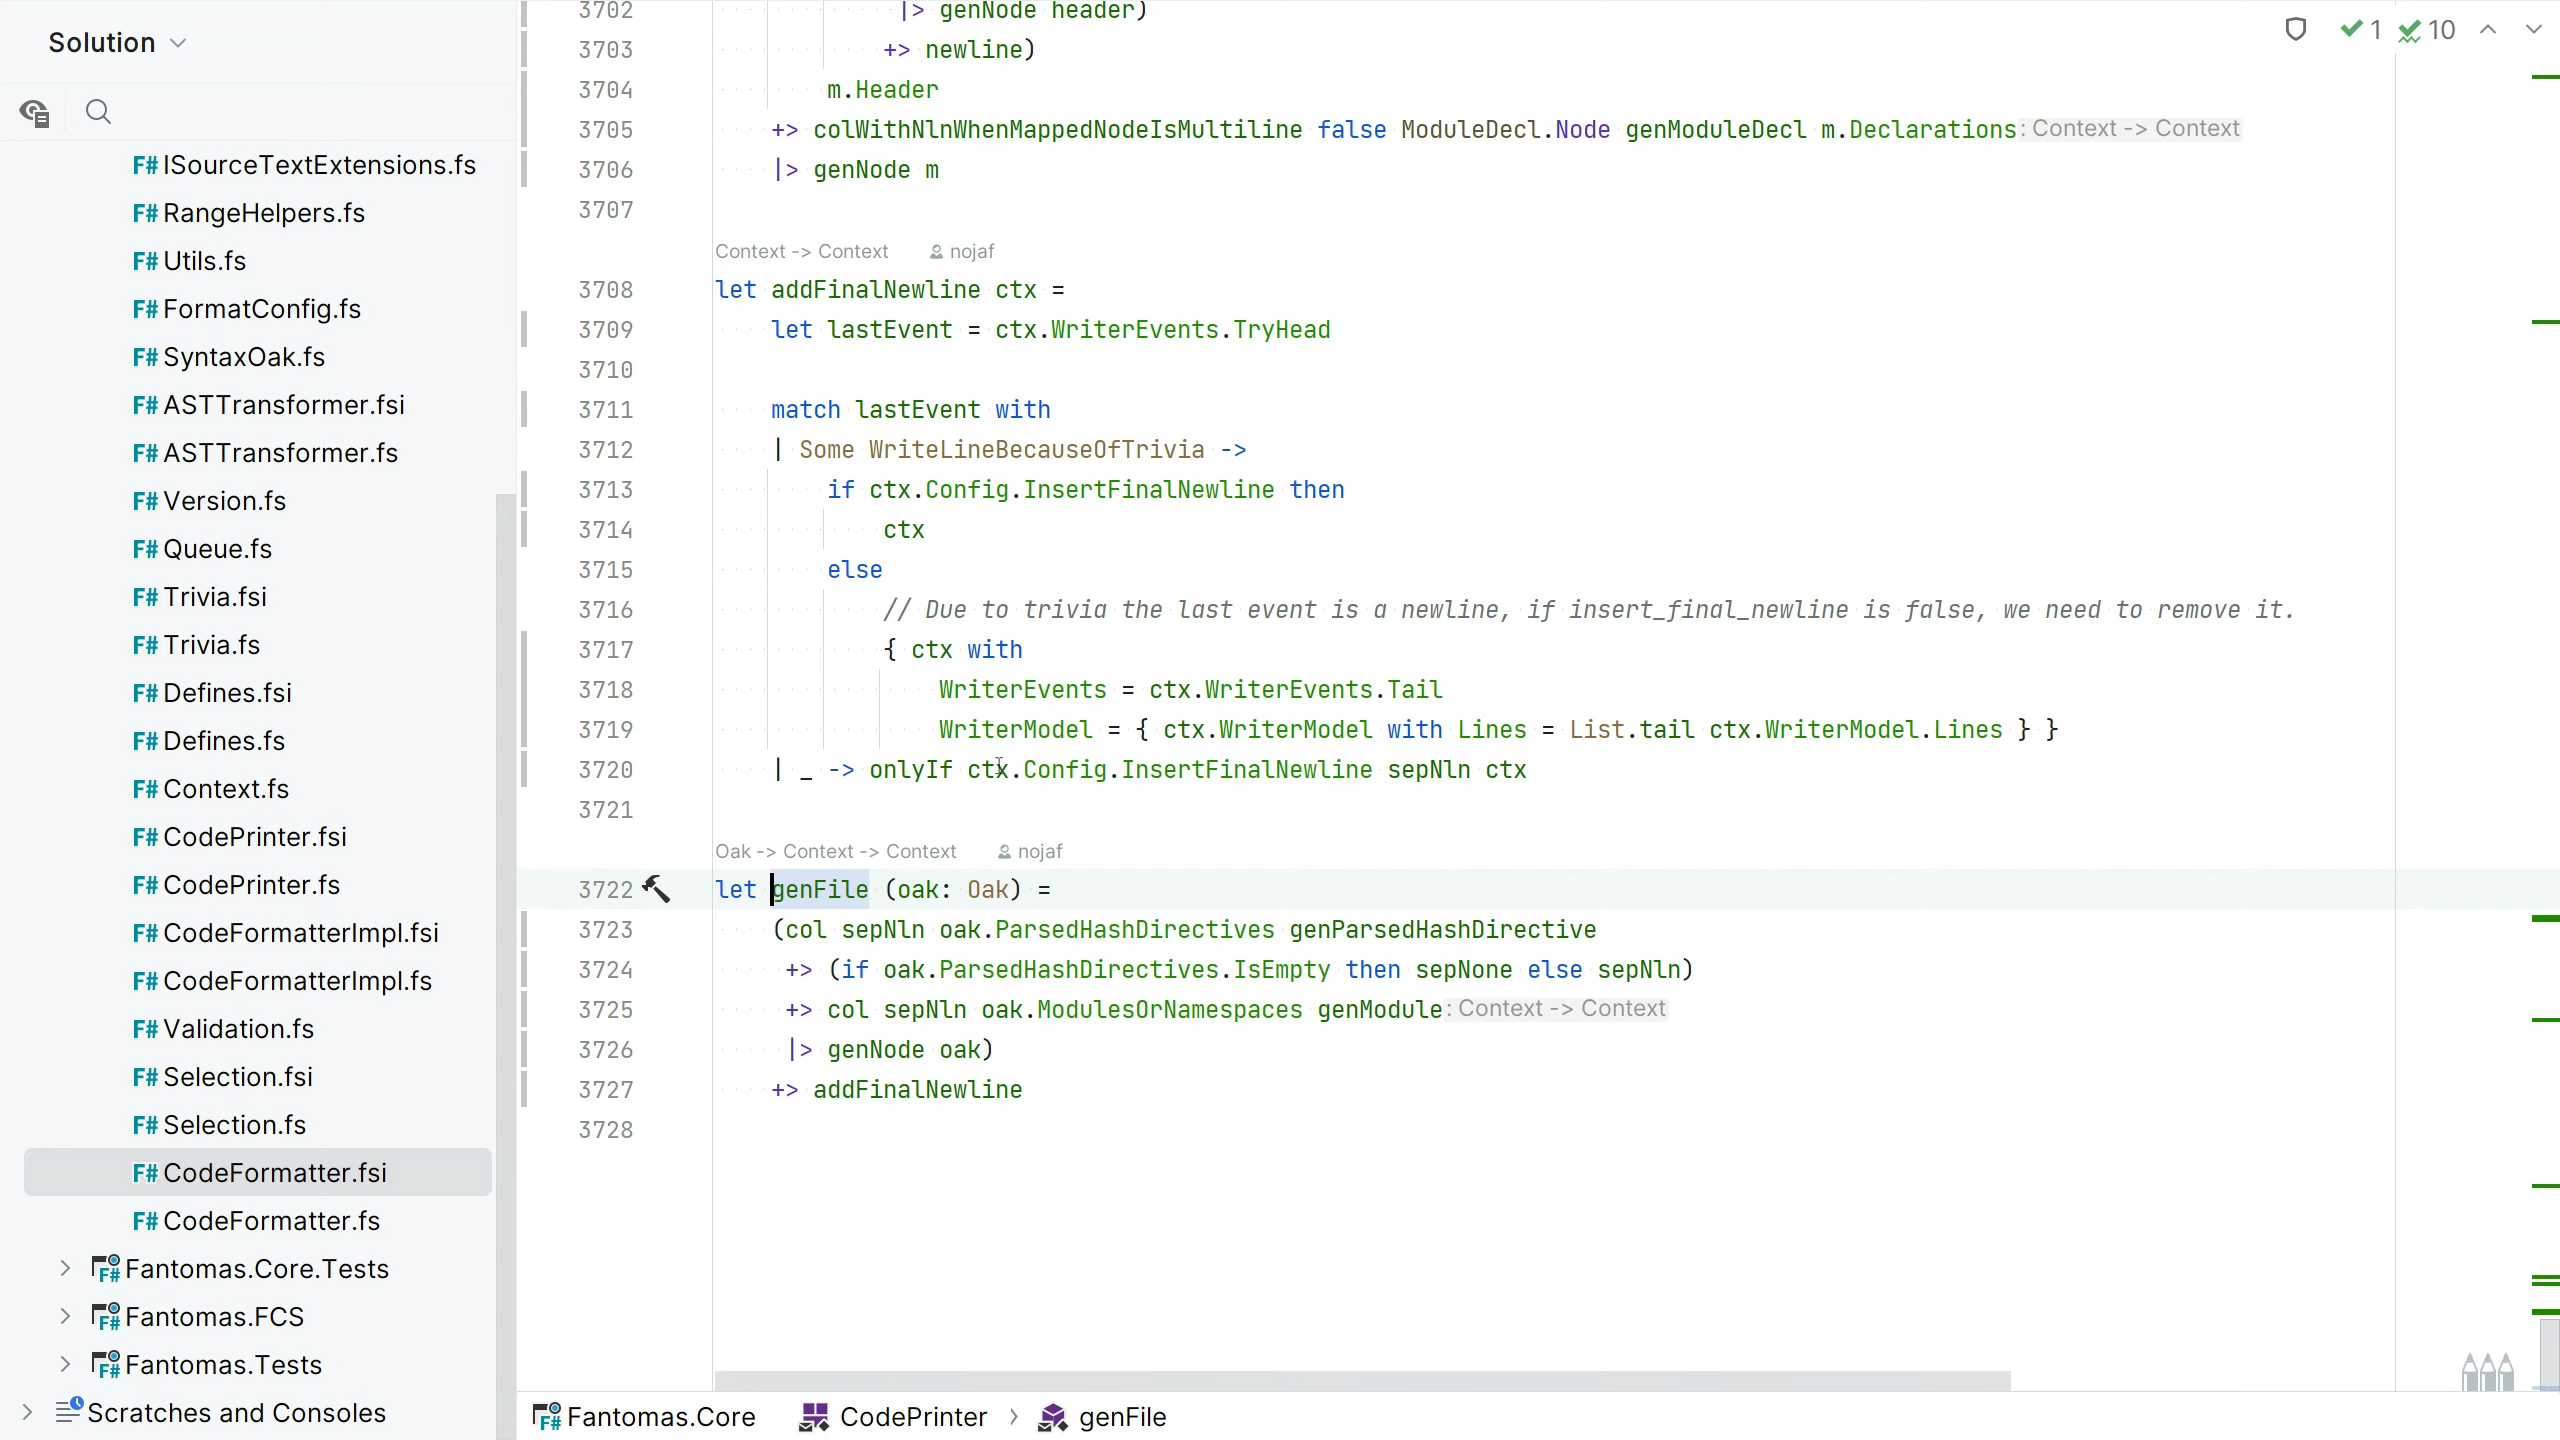 Solution
F# ISourceTextExtensions.fs
F# RangeHelpers.fs
F# Utils.fs
F# FormatConfig.fs
F# SyntaxOak.fs
F# ASTTransformer.fsi
F# ASTTransformer.fs
F# Version.fs
F# Queue.fs
F# Trivia.fsi
F# Trivia.fs
F# Defines.fsi
F# Defines.fs
F# Context.fs
F# CodePrinter.fsi
F# CodePrinter.fs
F# CodeFormatterImpl.fsi
F# CodeFormatterImpl.fs
F# Validation.fs
F# Selection.fsi
F# Selection.fs
F# CodeFormatter.fsi
F# CodeFormatter.fs
F# Fantomas.Core.Tests
F# Fantomas.FCS
F# Fantomas.Tests
Scratches and Consoles
1 10
3702 |> genNode header)
3703 +> newline)
3704 m.Header
3705 +> colWithNlnWhenMappedNodeIsMultiline false ModuleDecl.Node genModuleDecl m.Declarations : Context -> Context
3706 |> genNode m
3707
Context -> Context nojaf
3708 let addFinalNewline ctx =
3709 let lastEvent = ctx.WriterEvents.TryHead
3710
3711 match lastEvent with
3712 | Some WriteLineBecauseOfTrivia ->
3713 if ctx.Config.InsertFinalNewline then
3714 ctx
3715 else
3716 // Due to trivia the last event is a newline, if insert_final_newline is false, we need to remove it.
3717 { ctx with
3718 WriterEvents = ctx.WriterEvents.Tail
3719 WriterModel = { ctx.WriterModel with Lines = List.tail ctx.WriterModel.Lines } }
3720 | _ -> onlyIf ctx.Config.InsertFinalNewline sepNln ctx
3721
Oak -> Context -> Context nojaf
3722 let genFile (oak: Oak) =
3723 (col sepNln oak.ParsedHashDirectives genParsedHashDirective
3724 +> (if oak.ParsedHashDirectives.IsEmpty then sepNone else sepNln)
3725 +> col sepNln oak.ModulesOrNamespaces genModule : Context -> Context
3726 |> genNode oak)
3727 +> addFinalNewline
3728
F# Fantomas.Core CodePrinter > genFile